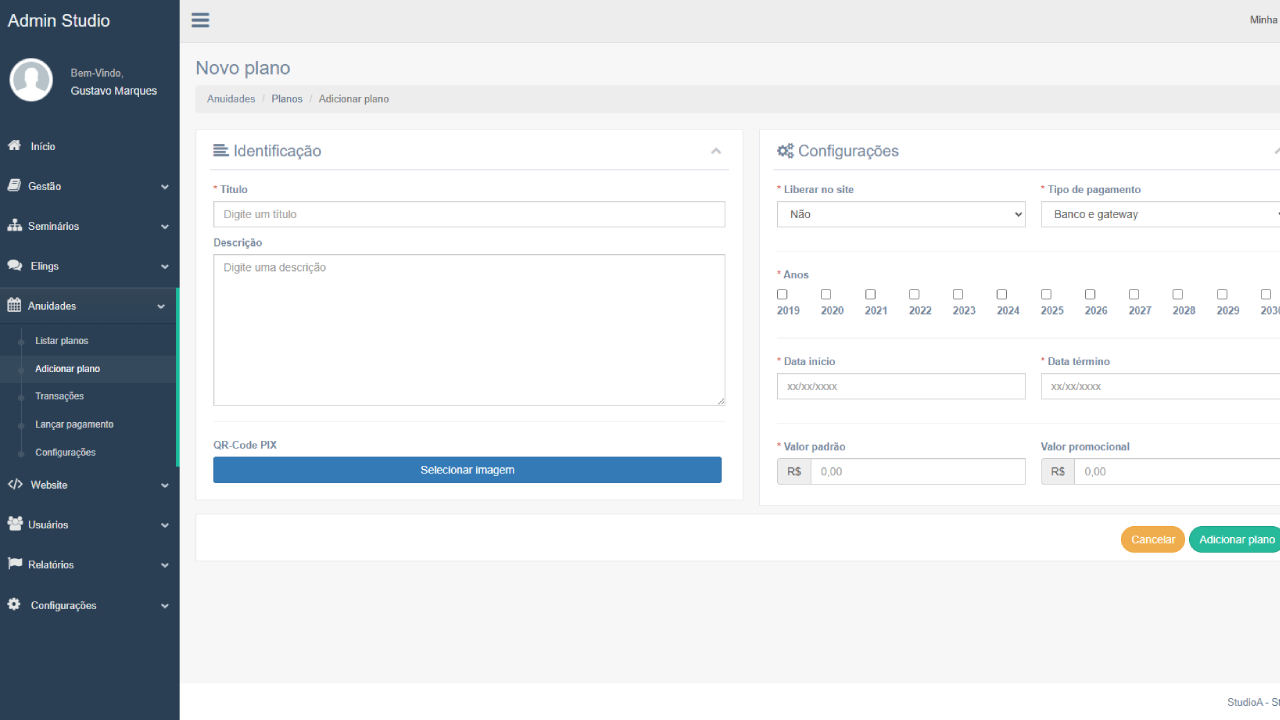 Admin Studio
Minha
Bem-Vindo,
Gustavo Marques
Início
Gestão
Seminários
Elings
Anuidades
Listar planos
Adicionar plano
Transações
Lançar pagamento
Configurações
Website
Usuários
Relatórios
Configurações
Novo plano
Anuidades / Planos / Adicionar plano
Identificação
* Título
Digite um título
Descrição
Digite uma descrição
QR-Code PIX
Selecionar imagem
Configurações
* Liberar no site * Tipo de pagamento
Não Banco e gateway
* Anos
2019 2020 2021 2022 2023 2024 2025 2026 2027 2028 2029 2030
* Data início * Data término
xx/xx/xxxx xx/xx/xxxx
* Valor padrão Valor promocional
R$ 0,00 R$ 0,00
Cancelar Adicionar plano
StudioA - St